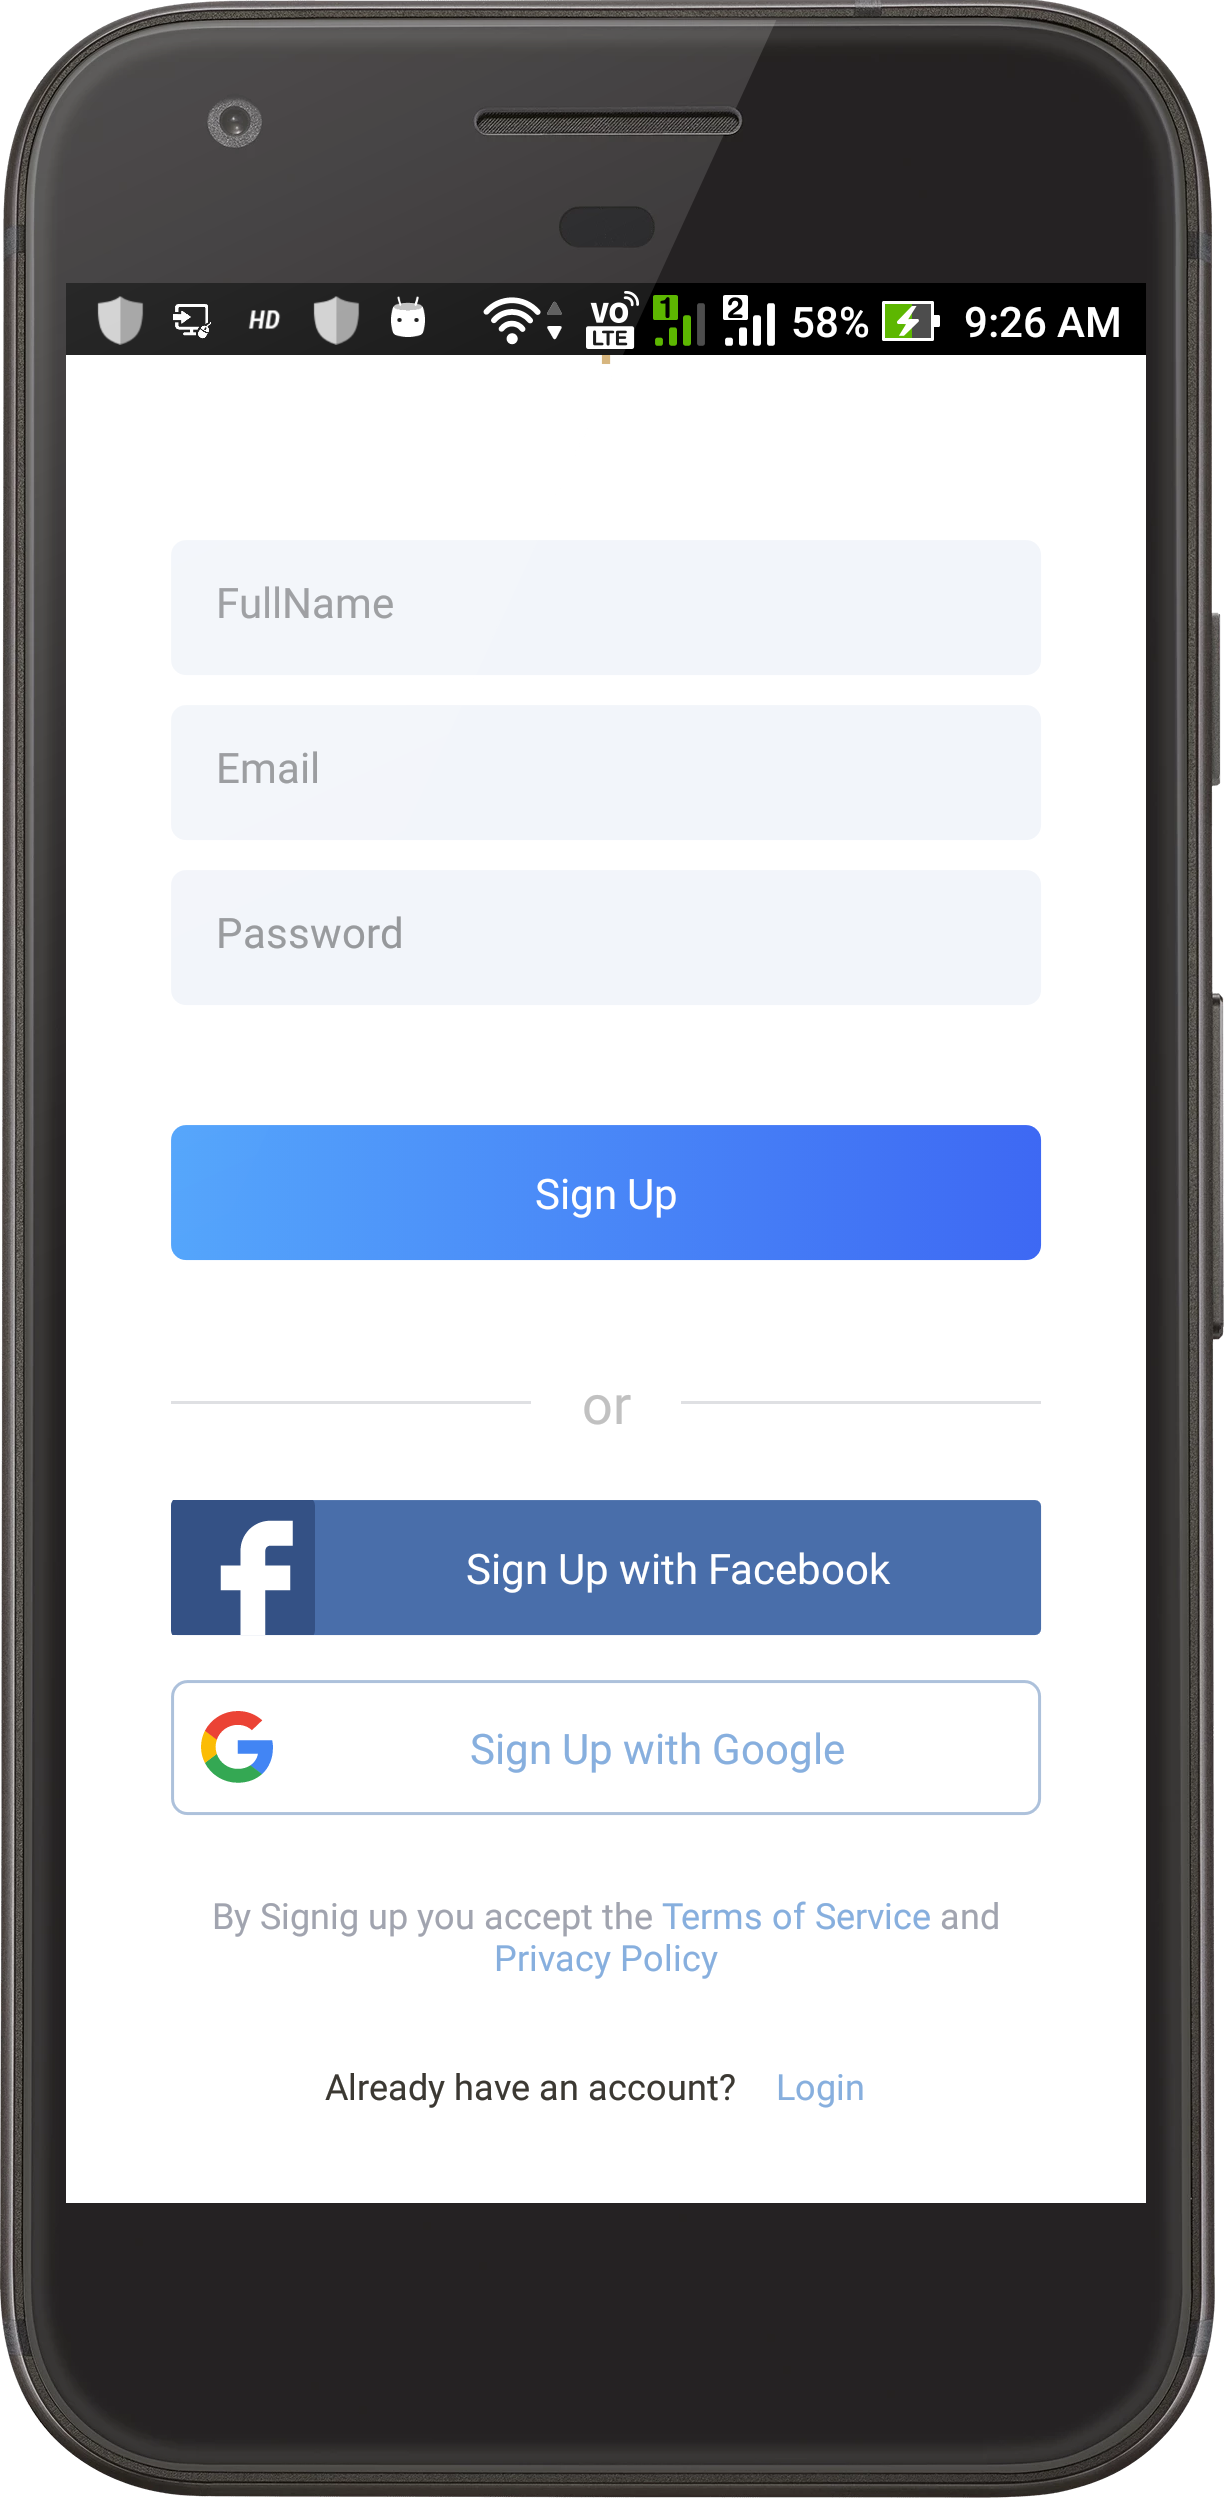 HD VO LTE 1 2 58% 9:26 AM
FullName
Email
Password
Sign Up
or
Sign Up with Facebook
Sign Up with Google
By Signig up you accept the Terms of Service and
Privacy Policy
Already have an account? Login